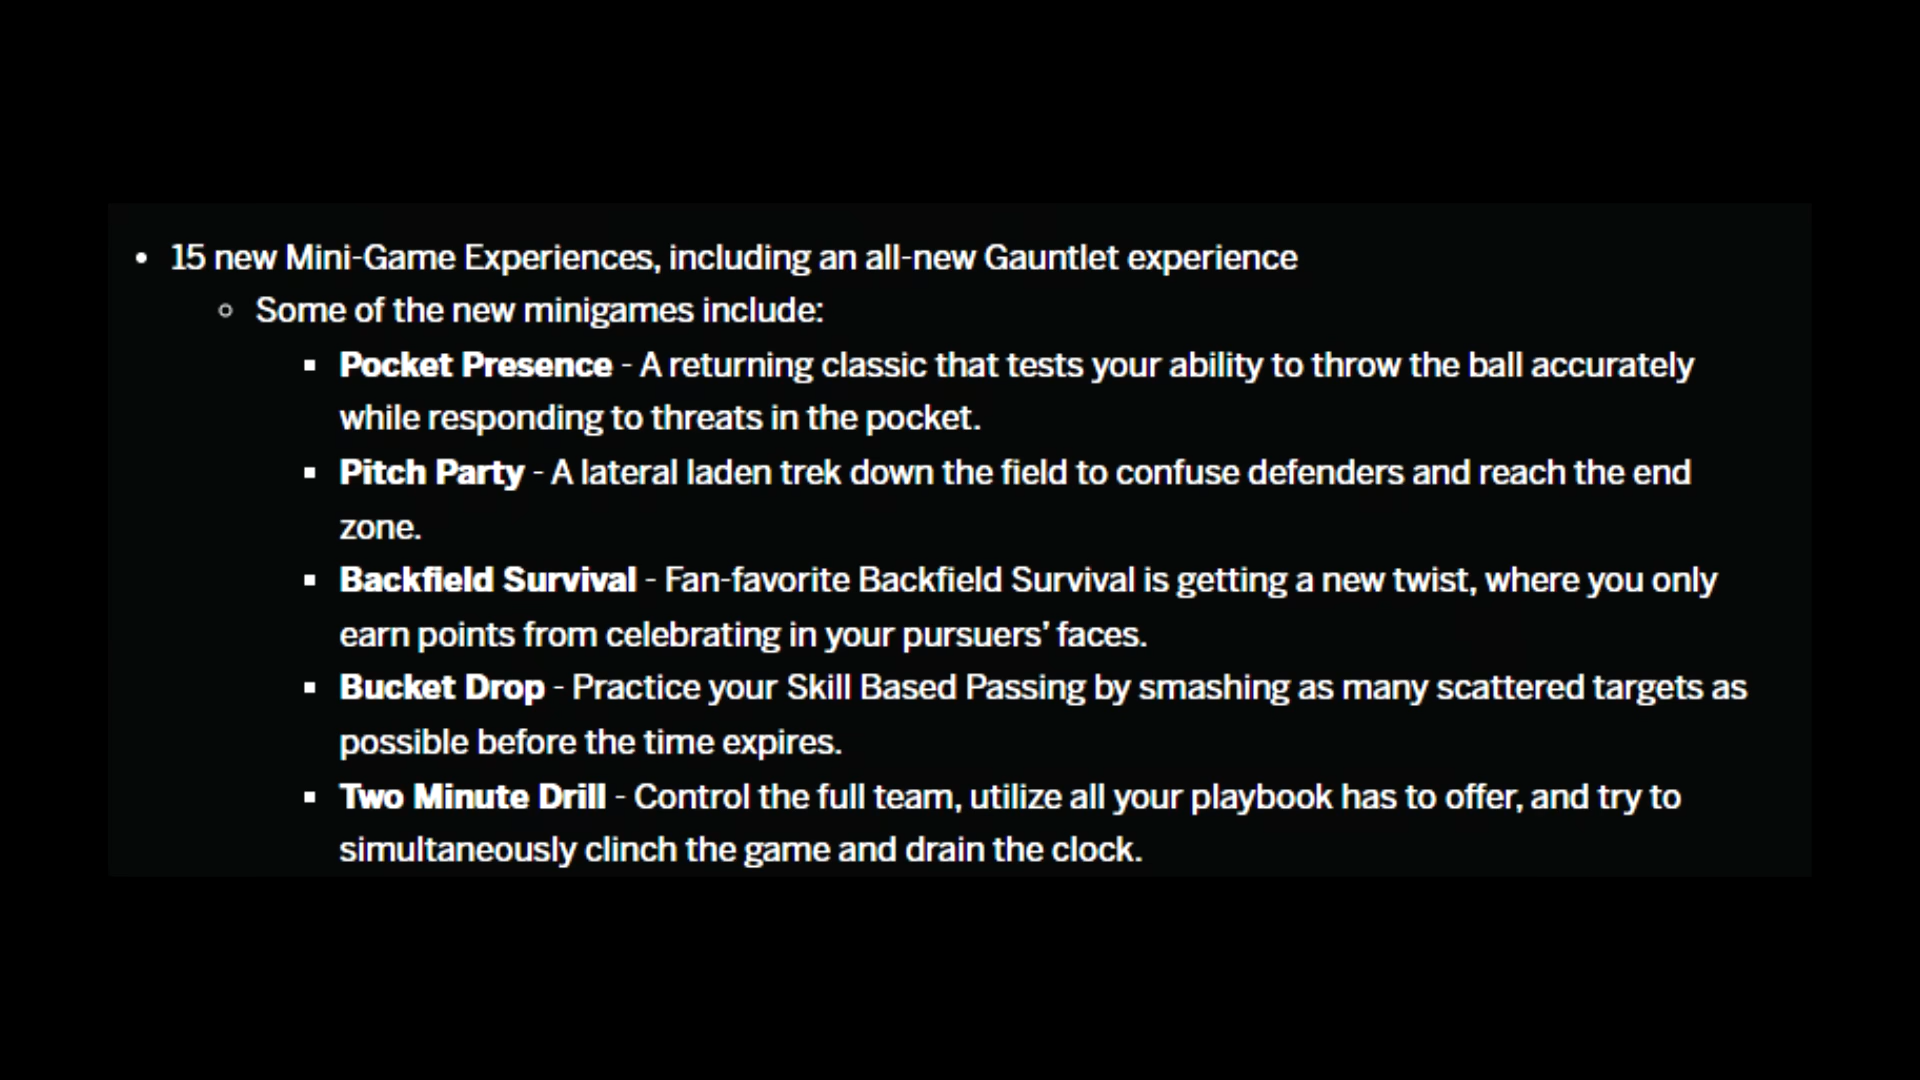 15 new Mini-Game Experiences, including an all-new Gauntlet experience
Some of the new minigames include:
Pocket Presence - A returning classic that tests your ability to throw the ball accurately
while responding to threats in the pocket.
Pitch Party - A lateral laden trek down the field to confuse defenders and reach the end
zone.
Backfield Survival - Fan-favorite Backfield Survival is getting a new twist, where you only
earn points from celebrating in your pursuers’ faces.
Bucket Drop - Practice your Skill Based Passing by smashing as many scattered targets as
possible before the time expires.
Two Minute Drill - Control the full team, utilize all your playbook has to offer, and try to
simultaneously clinch the game and drain the clock.